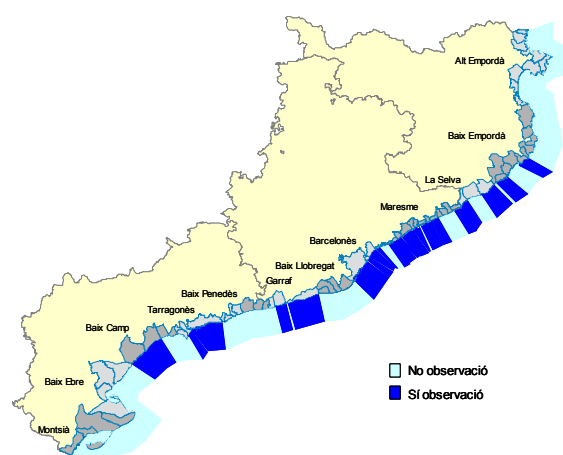 Alt Empordà
Baix Empordà
La Selva
Maresme
Barcelonès
Baix Llobregat
Garraf
Baix Penedès
Tarragonès
Baix Camp
Baix Ebre
Montsià
No observació
Sí observació